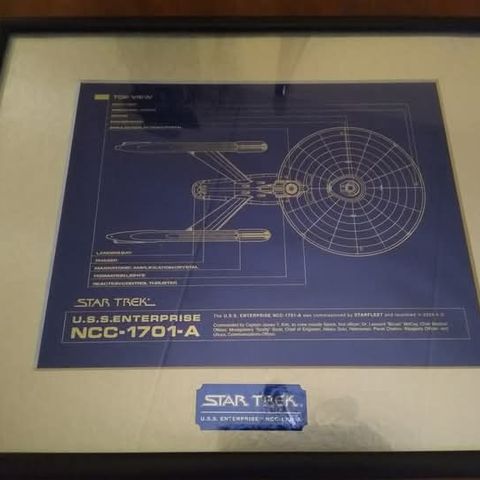 TOP VIEW
LANDING BAY
PHASER
MAGNATOMIC AMPLIFICATION CRYSTAL
FORMATION LIGHTS
REACTION CONTROL THRUSTER
STAR TREK
U.S.S. ENTERPRISE
NCC-1701-A
The U.S.S. ENTERPRISE NCC-1701-A was commissioned by STARFLEET and launched in
Commanded by Captain James T. Kirk, its crew Spock, first officer; Dr. Leonard "Bones" McCoy, Chief Medical
Officer; Montgomery "Scotty" Scott, Chief of Engineer; Hikaru Sulu, Helmsman; Pavel Chekov, Weapons Officer and
Uhura, Communications Officer.
STAR TREK
U.S.S. ENTERPRISE NCC-1701-A